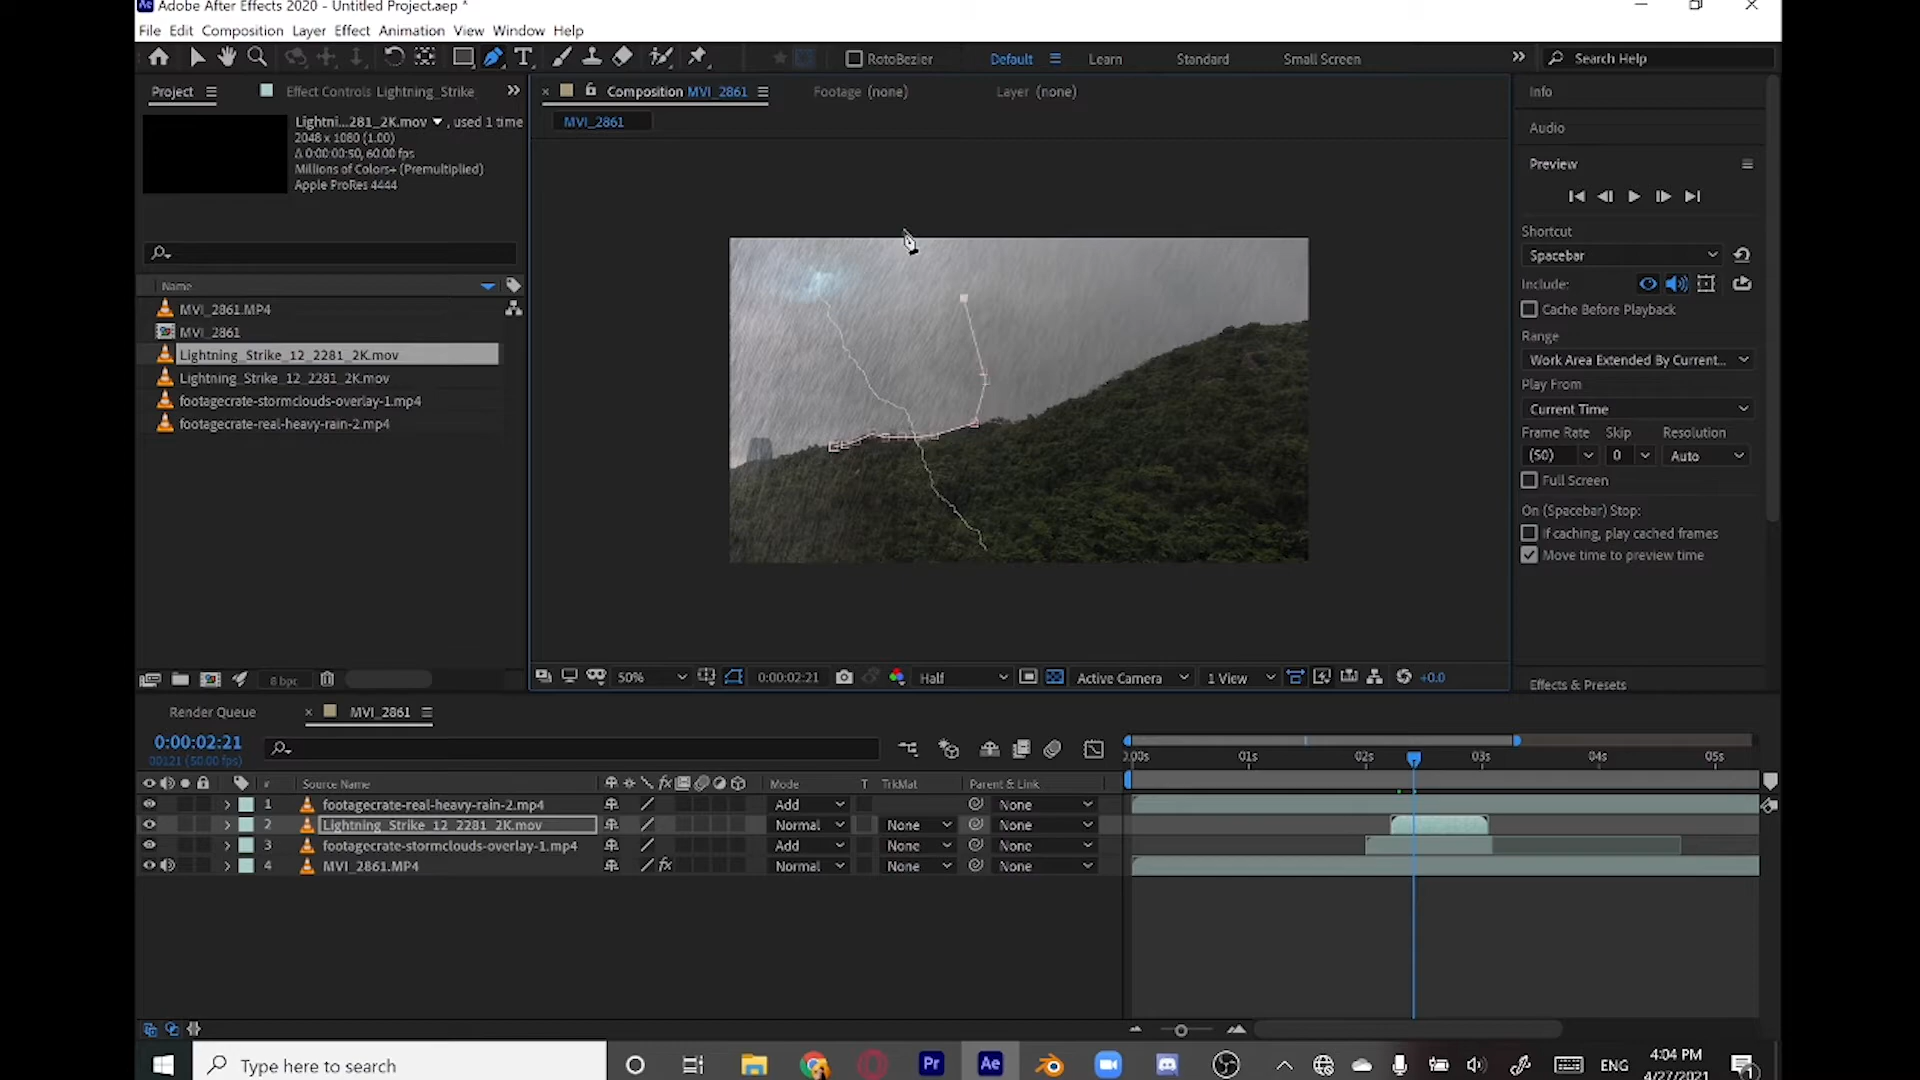 Adobe After Effects 2020 - Untitled Project.aep *
File Edit Composition Layer Effect Animation View Window Help
RotoBezier
Default
Learn
Standard
Small Screen
Search Help
Project
Effect Controls Lightning_Strike_
Composition MVI_2861
Footage (none)
Layer (none)
Info
MVI_2861
Lightni...281_2K.mov , used 1 time
2048 x 1080 (1.00)
Δ 0:00:00:50, 60.00 fps
Millions of Colors+ (Premultiplied)
Apple ProRes 4444
Audio
Preview
Shortcut
Spacebar
Include:
Cache Before Playback
Range
Work Area Extended By Current...
Play From
Current Time
Frame Rate Skip Resolution
(50) 0 Auto
Full Screen
On (Spacebar) Stop:
If caching, play cached frames
Move time to preview time
Effects & Presets
Name
MVI_2861.MP4
MVI_2861
Lightning_Strike_12_2281_2K.mov
Lightning_Strike_12_2281_2K.mov
footagecrate-stormclouds-overlay-1.mp4
footagecrate-real-heavy-rain-2.mp4
8 bpc
50%
0:00:02:21
Half
Active Camera
1 View
+0.0
Render Queue
MVI_2861
0:00:02:21
00121 (50.00 fps)
# Source Name
fx
Mode
T TrkMat
Parent & Link
01s 02s 03s 04s 05s
1 footagecrate-real-heavy-rain-2.mp4 Add None
2 Lightning_Strike_12_2281_2K.mov Normal None None
3 footagecrate-stormclouds-overlay-1.mp4 Add None None
4 MVI_2861.MP4 fx Normal None None
Type here to search
Pr
Ae
ENG
4:04 PM
4/27/2021